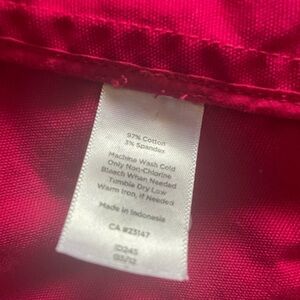 97% Cotton
3% Spandex
Machine Wash Cold
Only Non-Chlorine
Bleach When Needed
Tumble Dry Low
Warm Iron, If Needed
Made in Indonesia
CA #23147
ID245